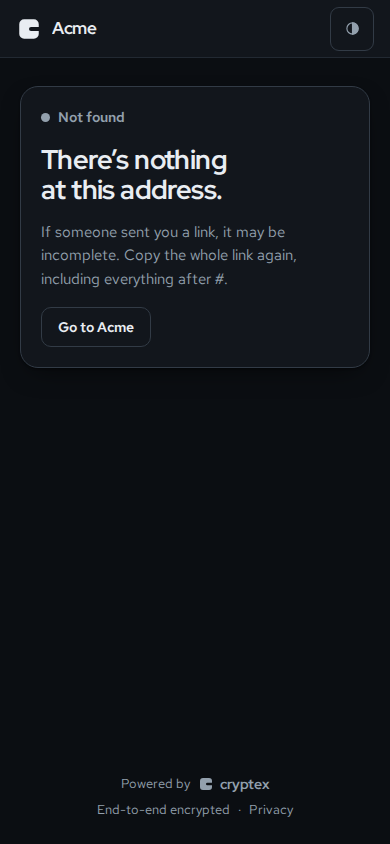 Acme
Not found
There’s nothing
at this address.
If someone sent you a link, it may be
incomplete. Copy the whole link again,
including everything after #.
Go to Acme
Powered by cryptex
End-to-end encrypted · Privacy